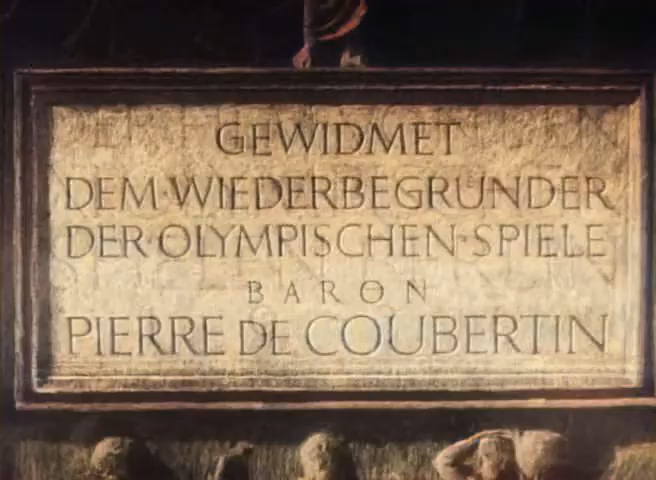 GEWIDMET
DEM·WIEDERBEGRUNDER
DER·OLYMPISCHEN·SPIELE
BARON
PIERRE DE COUBERTIN